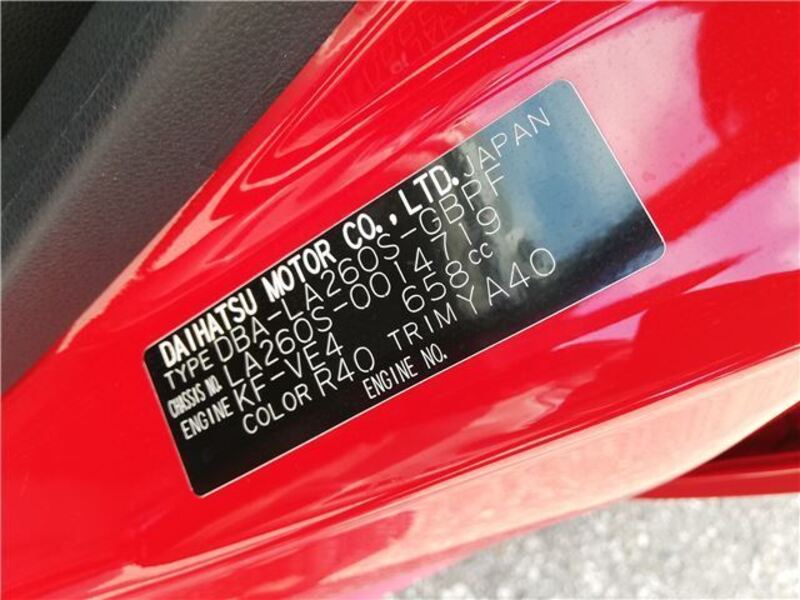 DAIHATSU MOTOR CO., LTD. JAPAN
TYPE DBA-LA260S-GBPF
CHASSIS NO. LA260S-0014719
ENGINE KF-VE4 658cc
COLOR R40 TRIM YA40
ENGINE NO.